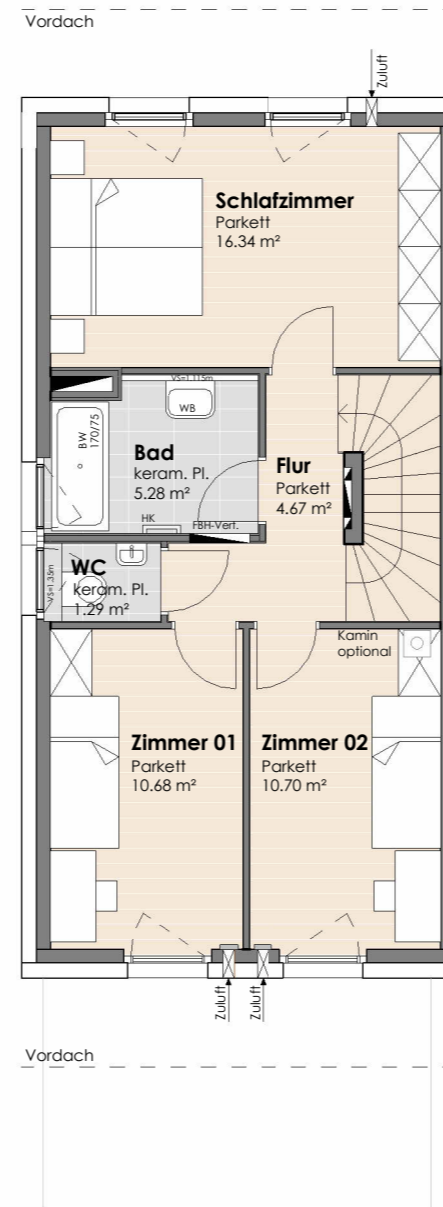 Vordach
Zuluft
Schlafzimmer
Parkett
16.34 m²
VS=1.115m
WB
BW
170/75
Bad
keram. Pl.
5.28 m²
Flur
Parkett
4.67 m²
HK
FBH-Vert.
WC
keram. Pl.
1.29 m²
VS=1.35m
Kamin
optional
Zimmer 01
Parkett
10.68 m²
Zimmer 02
Parkett
10.70 m²
Zuluft
Zuluft
Vordach